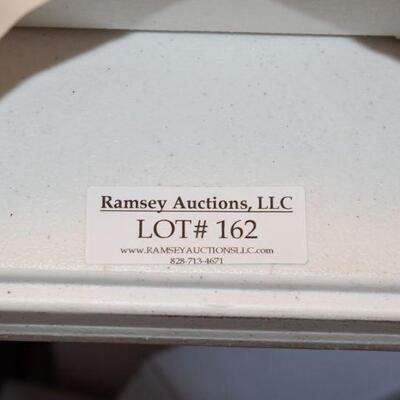 Ramsey Auctions, LLC
LOT# 162
www.RAMSEYAUCTIONSLLC.com
828-713-4671